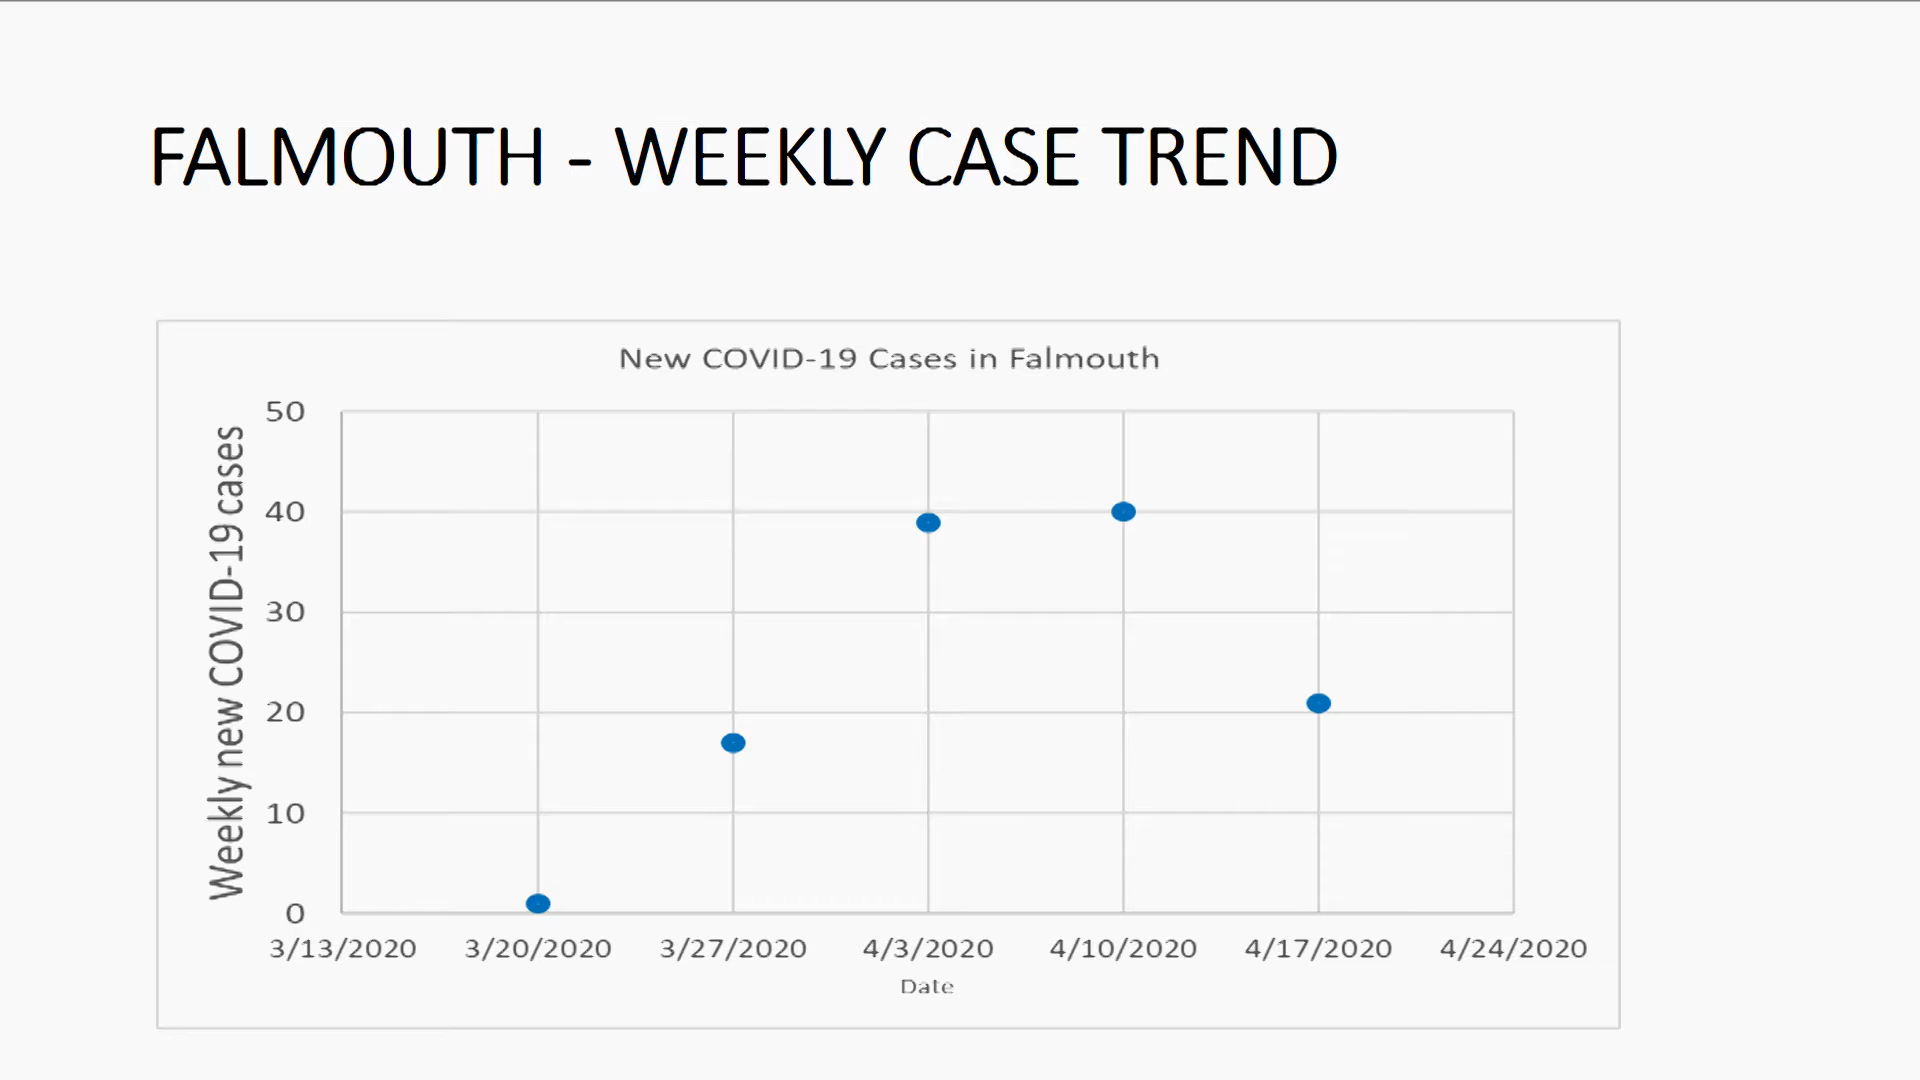 FALMOUTH - WEEKLY CASE TREND
New COVID-19 Cases in Falmouth
Weekly new COVID-19 cases
50
40
30
20
10
0
3/13/2020 3/20/2020 3/27/2020 4/3/2020 4/10/2020 4/17/2020 4/24/2020
Date